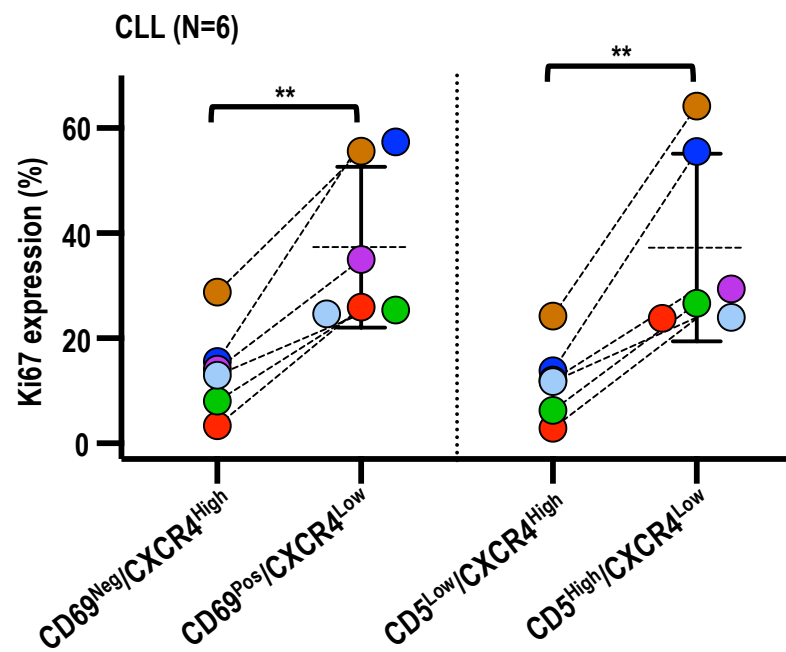 CLL (N=6)
**
**
Ki67 expression (%)
60
40
20
0
CD69Neg/CXCR4High
CD69Pos/CXCR4Low
CD5Low/CXCR4High
CD5High/CXCR4Low